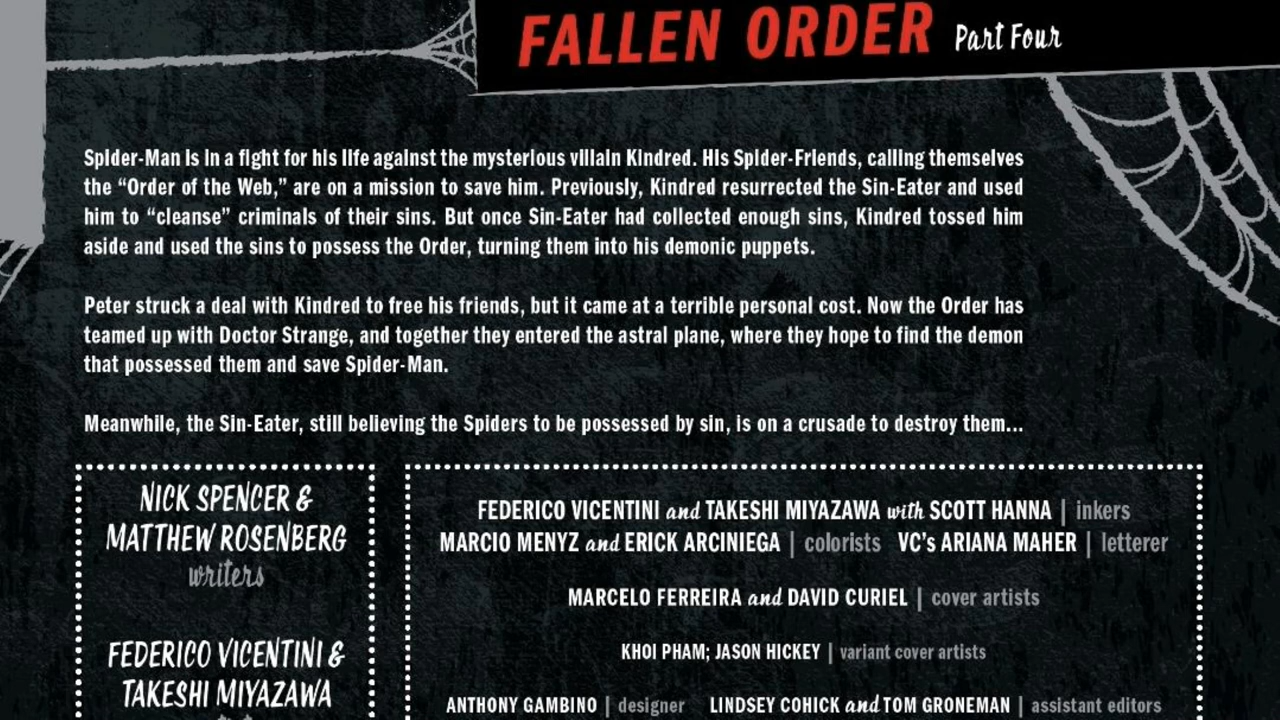 FALLEN ORDER Part Four
Spider-Man is in a fight for his life against the mysterious villain Kindred. His Spider-Friends, calling themselves
the “Order of the Web,” are on a mission to save him. Previously, Kindred resurrected the Sin-Eater and used
him to “cleanse” criminals of their sins. But once Sin-Eater had collected enough sins, Kindred tossed him
aside and used the sins to possess the Order, turning them into his demonic puppets.
Peter struck a deal with Kindred to free his friends, but it came at a terrible personal cost. Now the Order has
teamed up with Doctor Strange, and together they entered the astral plane, where they hope to find the demon
that possessed them and save Spider-Man.
Meanwhile, the Sin-Eater, still believing the Spiders to be possessed by sin, is on a crusade to destroy them...
NICK SPENCER &
MATTHEW ROSENBERG
writers
FEDERICO VICENTINI &
TAKESHI MIYAZAWA
FEDERICO VICENTINI and TAKESHI MIYAZAWA with SCOTT HANNA | inkers
MARCIO MENYZ and ERICK ARCINIEGA | colorists VC's ARIANA MAHER | letterer
MARCELO FERREIRA and DAVID CURIEL | cover artists
KHOI PHAM; JASON HICKEY | variant cover artists
ANTHONY GAMBINO | designer LINDSEY COHICK and TOM GRONEMAN | assistant editors